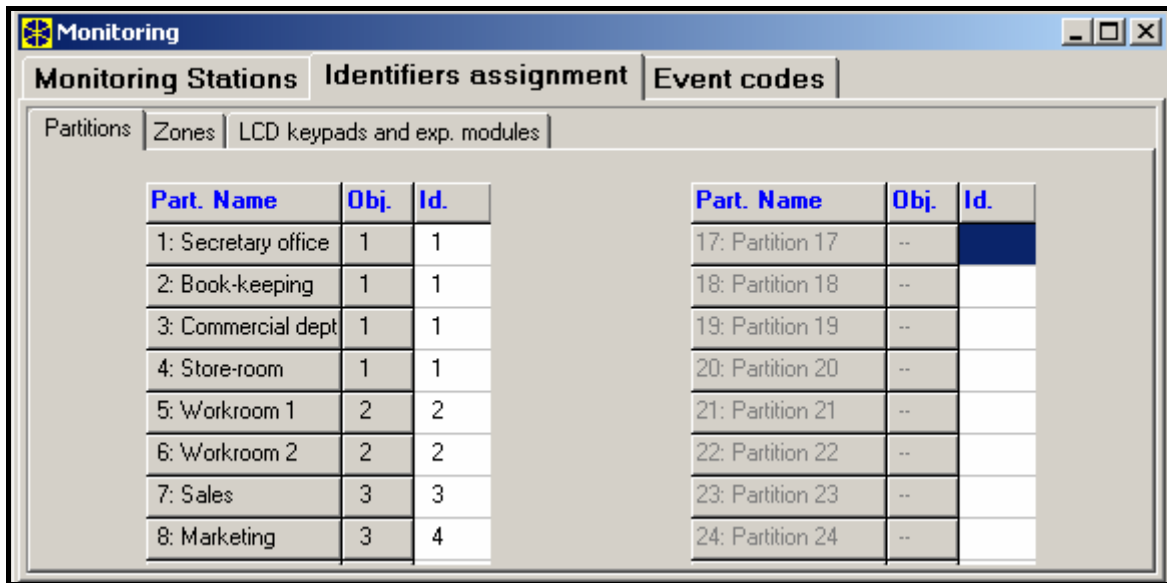 Monitoring
Monitoring Stations Identifiers assignment Event codes
Partitions Zones LCD keypads and exp. modules
Part. Name Obj. Id. Part. Name Obj. Id.
1: Secretary office 1 1 17: Partition 17 --
2: Book-keeping 1 1 18: Partition 18 --
3: Commercial dept 1 1 19: Partition 19 --
4: Store-room 1 1 20: Partition 20 --
5: Workroom 1 2 2 21: Partition 21 --
6: Workroom 2 2 2 22: Partition 22 --
7: Sales 3 3 23: Partition 23 --
8: Marketing 3 4 24: Partition 24 --